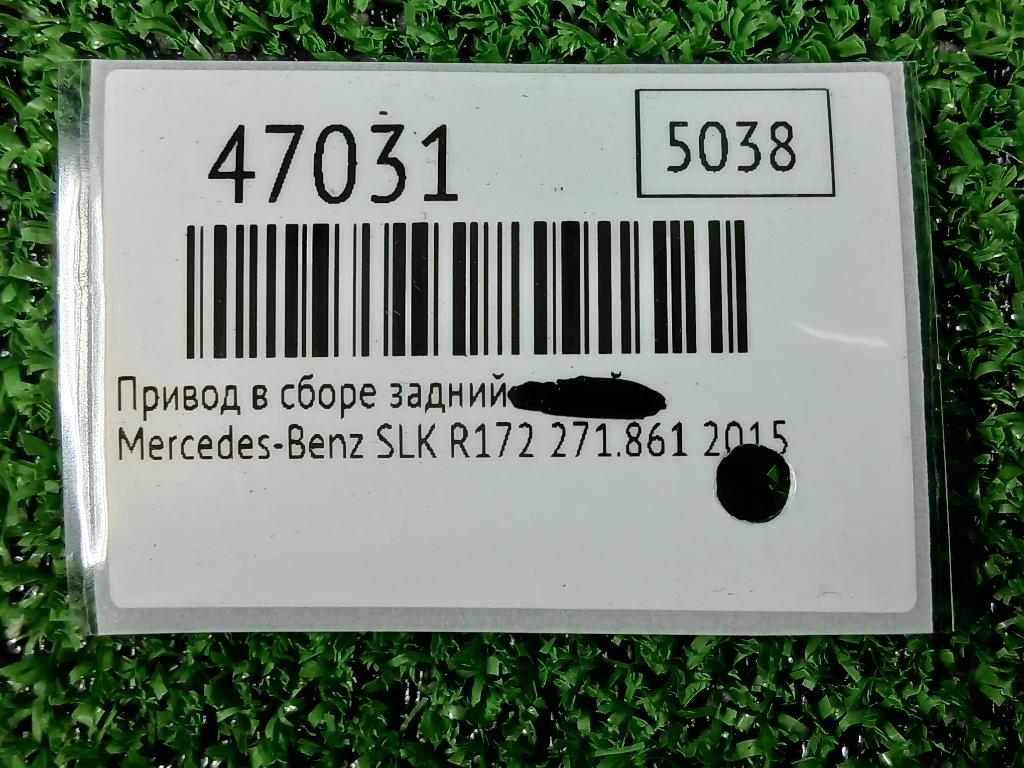 47031
5038
Привод в сборе задний
Mercedes-Benz SLK R172 271.861 2015